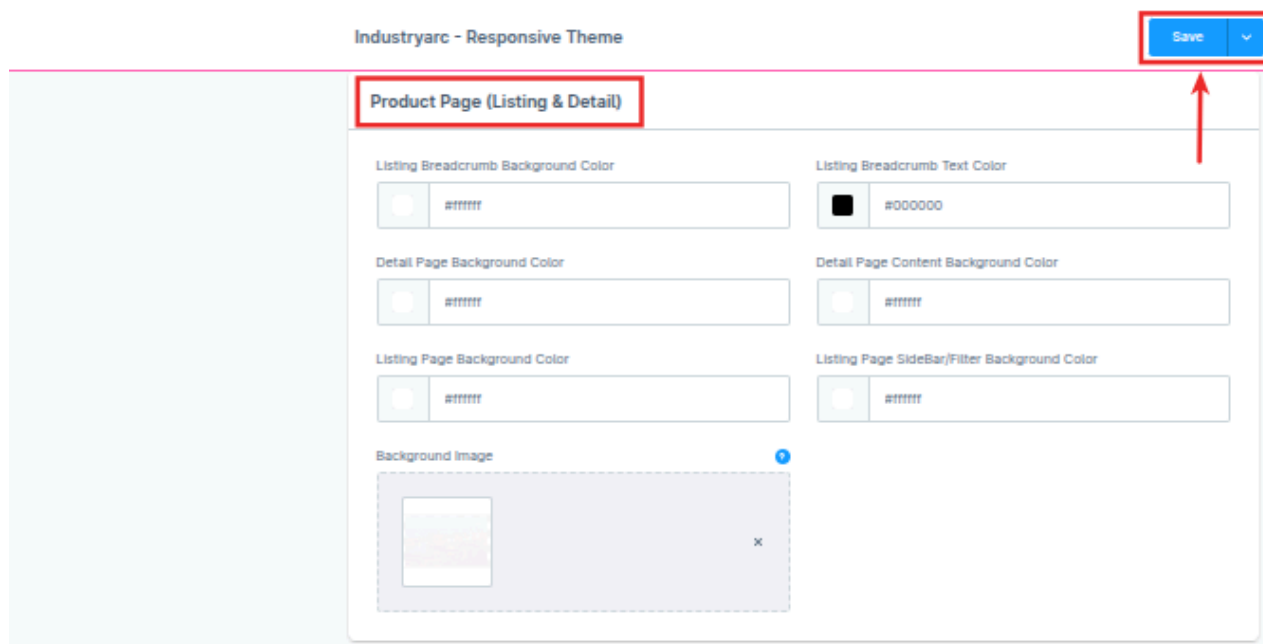 Industryarc - Responsive Theme
Save
Product Page (Listing & Detail)
Listing Breadcrumb Background Color
Listing Breadcrumb Text Color
#ffffff
#000000
Detail Page Background Color
Detail Page Content Background Color
#ffffff
#ffffff
Listing Page Background Color
Listing Page SideBar/Filter Background Color
#ffffff
#ffffff
Background Image
?
×